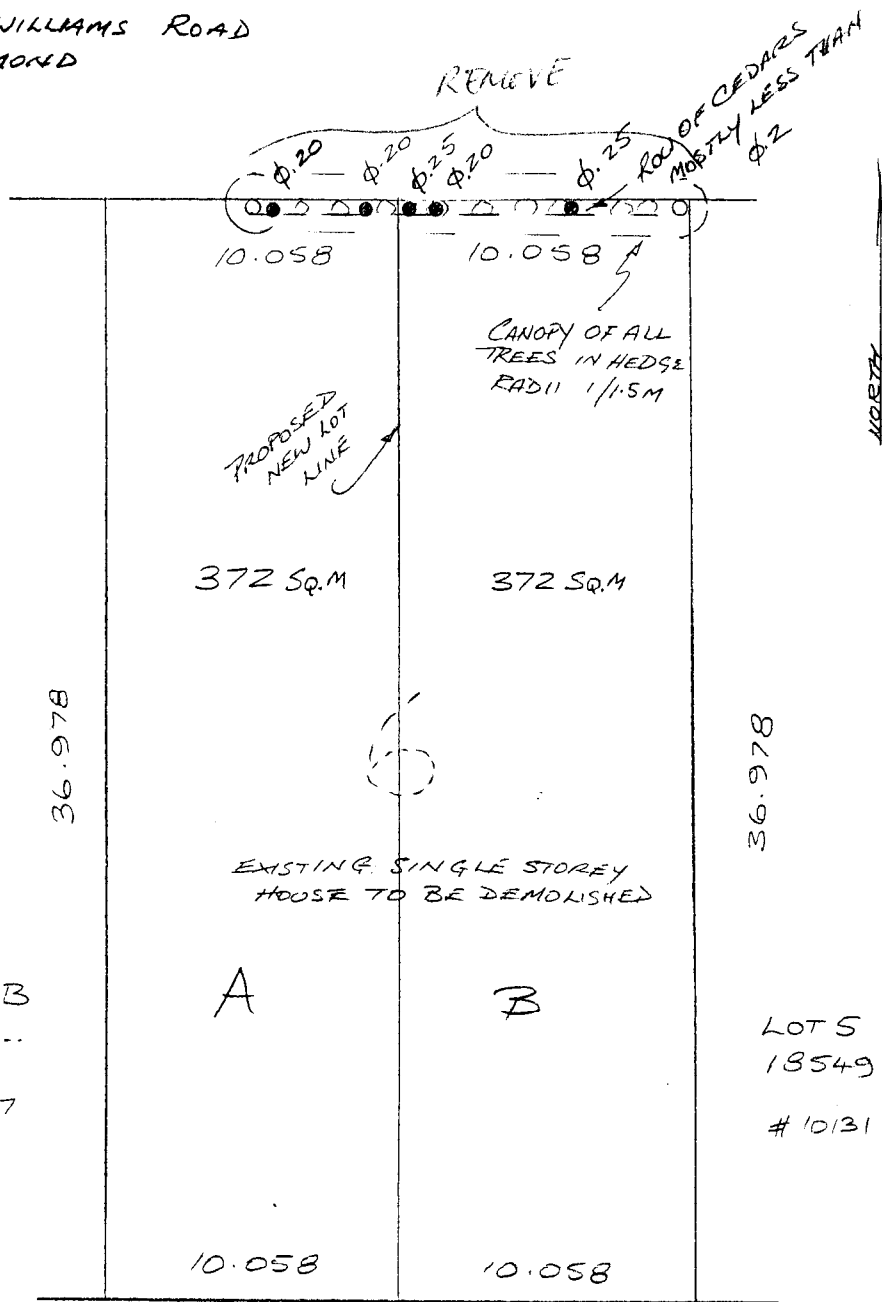 WILLIAMS ROAD
MOND
REMOVE
ROW OF CEDARS
MOSTLY LESS THAN
φ.2
φ.20
φ.20
φ.25
φ.20
φ.25
10.058
10.058
CANOPY OF ALL
TREES IN HEDGE
RADII 1/1.5M
NORTH
PROPOSED
NEW LOT
LINE
372 SQ.M
372 SQ.M
36.978
6
36.978
EXISTING SINGLE STOREY
HOUSE TO BE DEMOLISHED
B
A
B
7
LOT 5
18549
# 10131
10.058
10.058